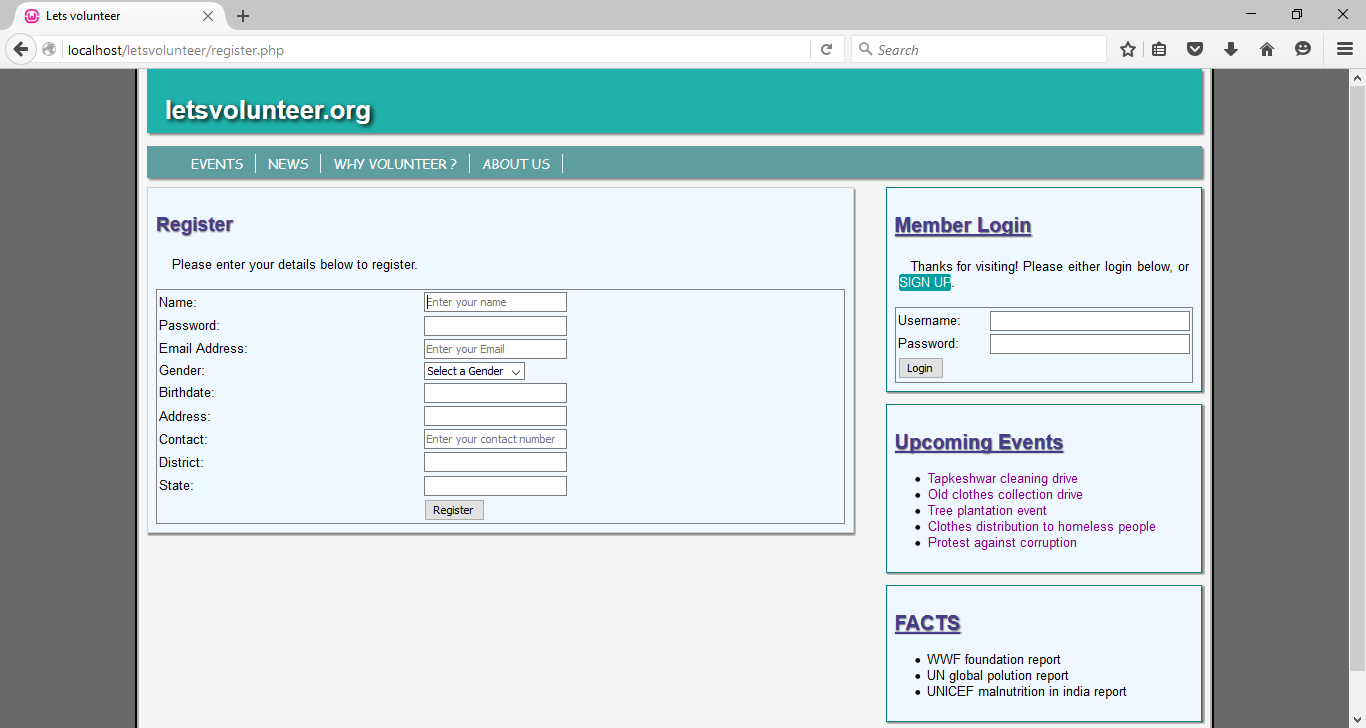 Lets volunteer
localhost/letsvolunteer/register.php
Search
letsvolunteer.org
EVENTS NEWS WHY VOLUNTEER ? ABOUT US
Register
Please enter your details below to register.
Name: Enter your name
Password:
Email Address: Enter your Email
Gender: Select a Gender
Birthdate:
Address:
Contact: Enter your contact number
District:
State:
Register
Member Login
Thanks for visiting! Please either login below, or
SIGN UP.
Username:
Password:
Login
Upcoming Events
Tapkeshwar cleaning drive
Old clothes collection drive
Tree plantation event
Clothes distribution to homeless people
Protest against corruption
FACTS
WWF foundation report
UN global polution report
UNICEF malnutrition in india report